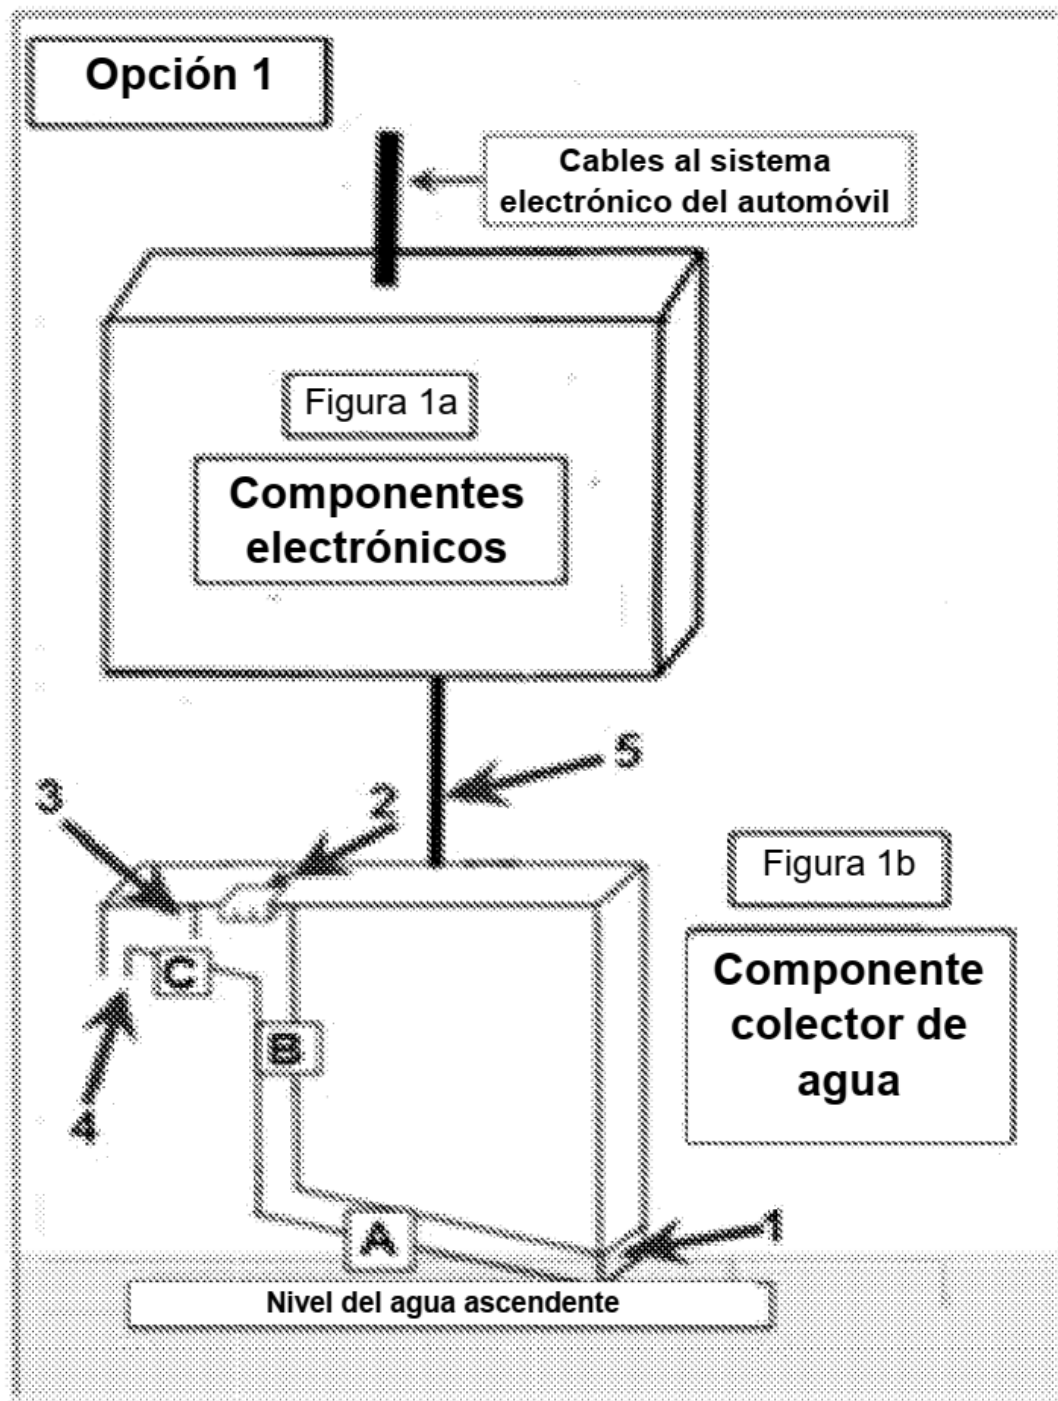 Opción 1
Cables al sistema
electrónico del automóvil
Figura 1a
Componentes
electrónicos
5
3
2
Figura 1b
C
Componente
colector de
agua
B
4
A
1
Nivel del agua ascendente